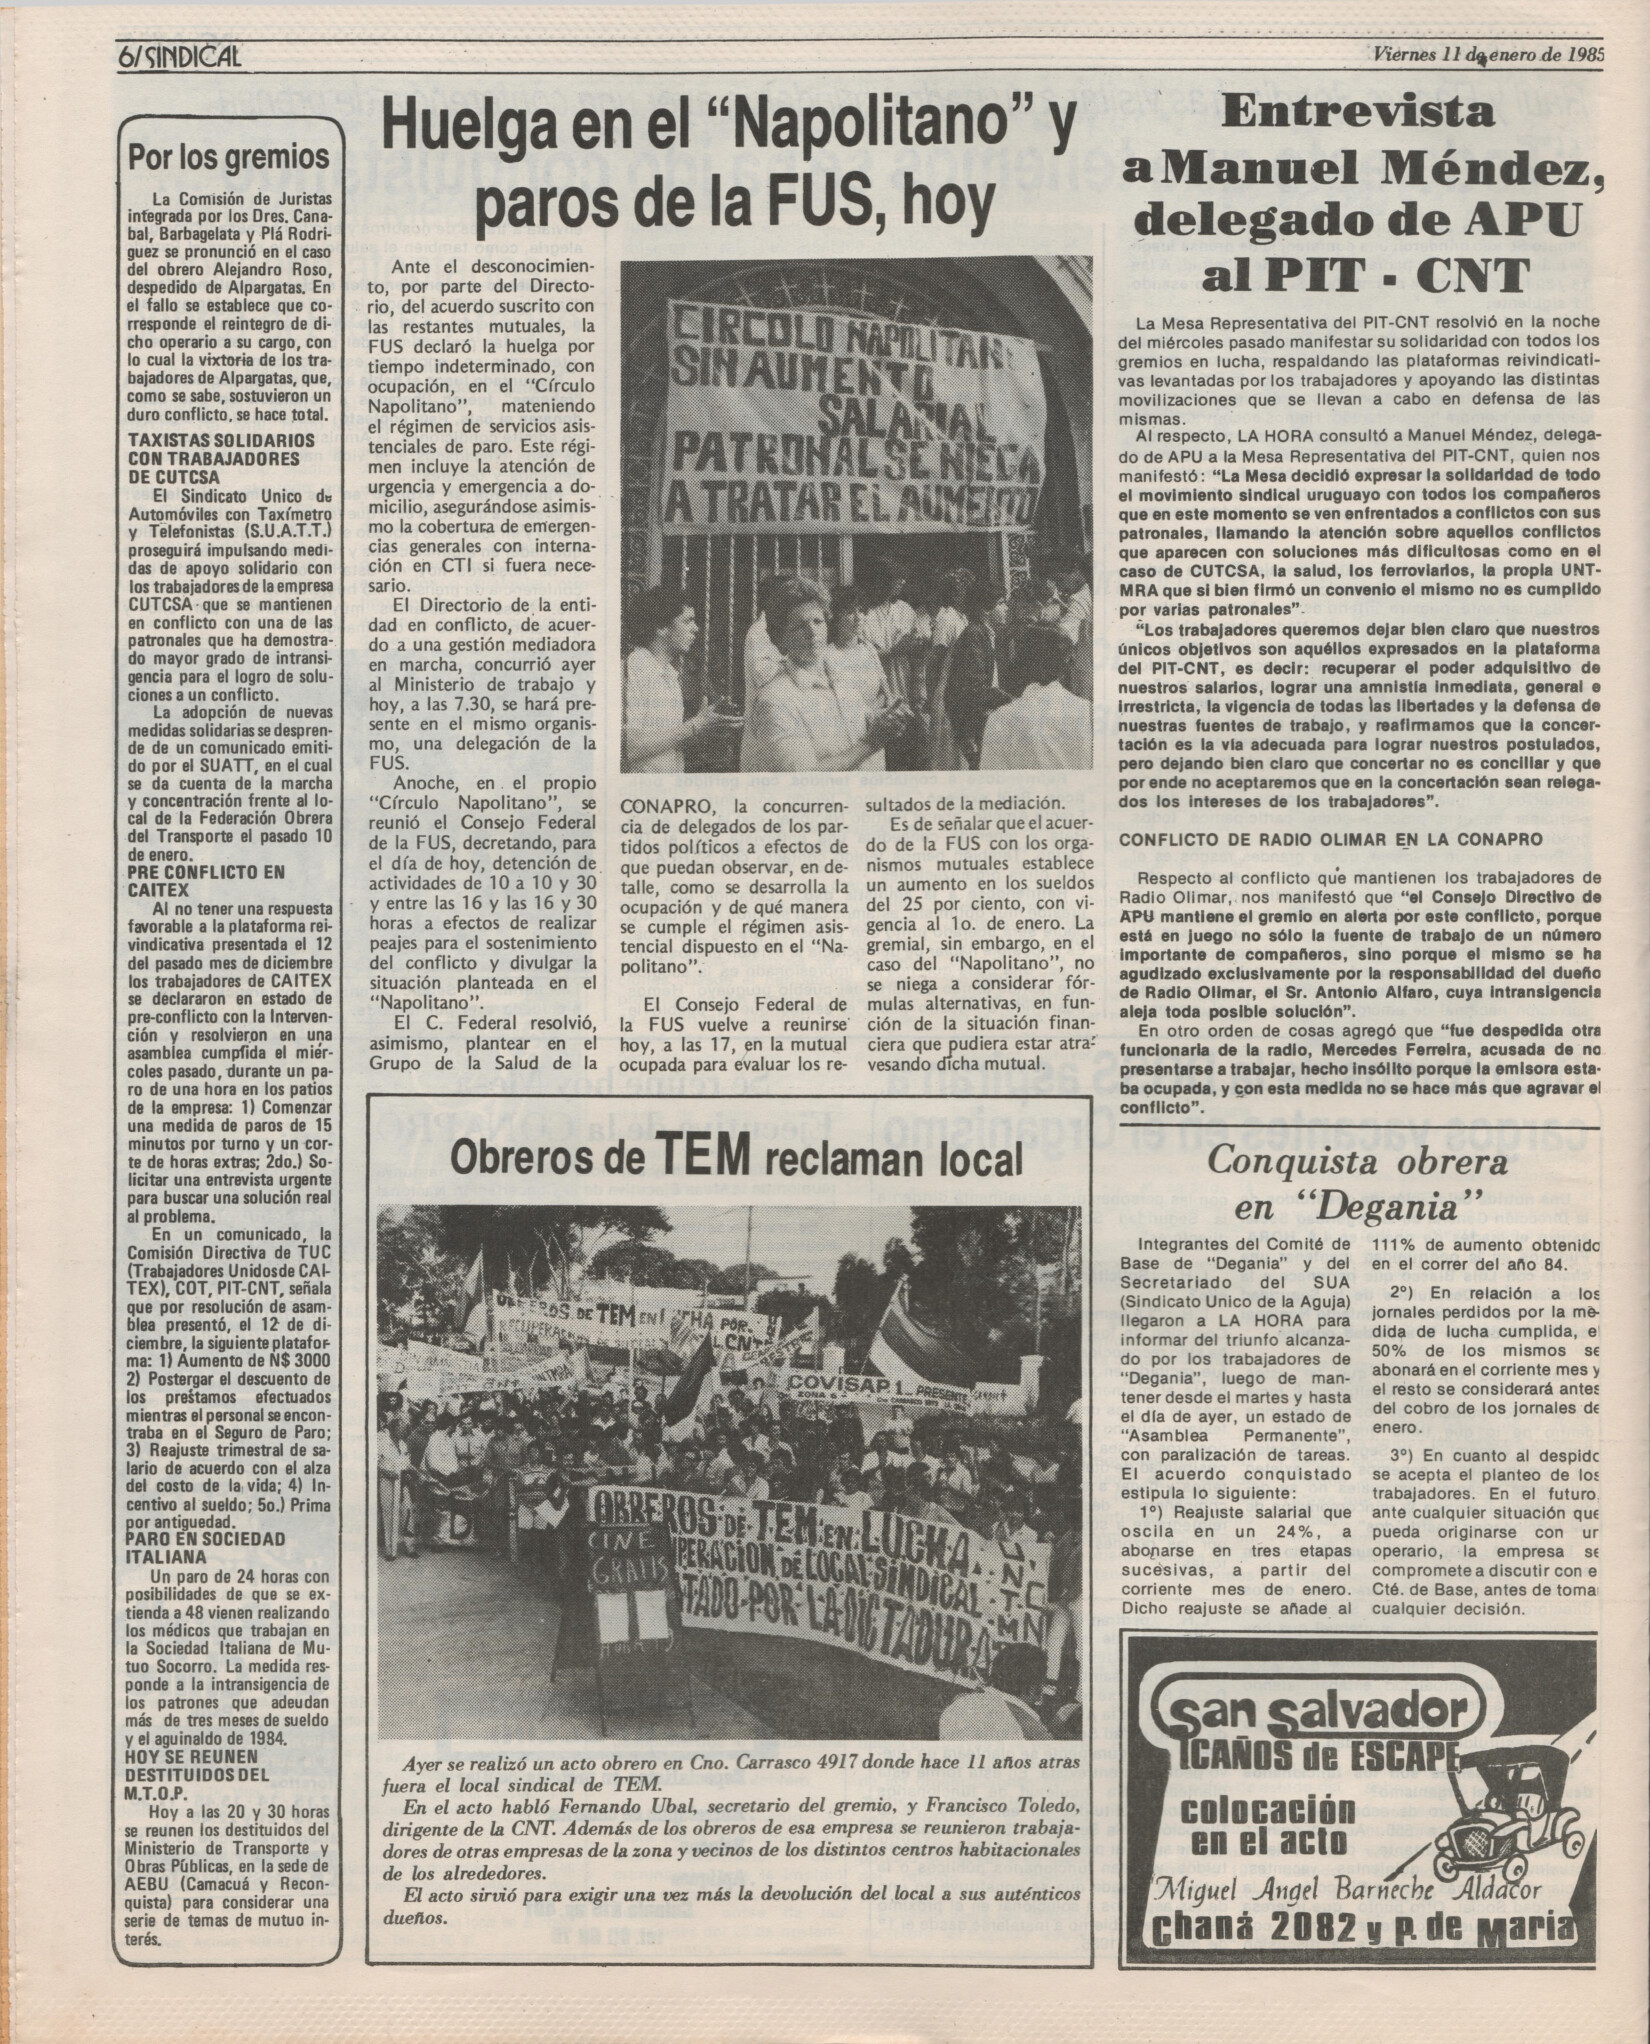 6/SINDICAL
Viernes 11 de enero de 1985
Por los gremios
La Comisión de Juristas
integrada por los Dres. Cana-
bal, Barbagelata y Plá Rodri-
guez se pronunció en el caso
del obrero Alejandro Roso,
despedido de Alpargatas. En
el fallo se establece que co-
rresponde el reintegro de di-
cho operario a su cargo, con
lo cual la vixtoria de los tra-
bajadores de Alpargatas, que,
como se sabe, sostuvieron un
duro conflicto, se hace total.
TAXISTAS SOLIDARIOS
CON TRABAJADORES
DE CUTCSA
El Sindicato Unico de
Automóviles con Taxímetro
y Telefonistas (S.U.A.T.T.)
proseguirá impulsando medi-
das de apoyo solidario con
los trabajadores de la empresa
CUTCSA que se mantienen
en conflicto con una de las
patronales que ha demostra-
do mayor grado de intransi-
gencia para el logro de solu-
ciones a un conflicto.
La adopción de nuevas
medidas solidarias se despren-
de de un comunicado emiti-
do por el SUATT, en el cual
se da cuenta de la marcha
y concentración frente al lo-
cal de la Federación Obrera
del Transporte el pasado 10
de enero.
PRE CONFLICTO EN
CAITEX
Al no tener una respuesta
favorable a la plataforma rei-
vindicativa presentada el 12
del pasado mes de diciembre
los trabajadores de CAITEX
se declararon en estado de
pre-conflicto con la Interven-
ción y resolvieron en una
asamblea cumplida el miér-
coles pasado, durante un pa-
ro de una hora en los patios
de la empresa: 1) Comenzar
una medida de paros de 15
minutos por turno y un cor-
te de horas extras; 2do.) So-
licitar una entrevista urgente
para buscar una solución real
al problema.
En un comunicado, la
Comisión Directiva de TUC
(Trabajadores Unidosde CAI-
TEX), COT, PIT-CNT, señala
que por resolución de asam-
blea presentó, el 12 de di-
ciembre, la siguiente platafor-
ma: 1) Aumento de N$ 3000
2) Postergar el descuento de
los préstamos efectuados
mientras el personal se encon-
traba en el Seguro de Paro;
3) Reajuste trimestral de sa-
lario de acuerdo con el alza
del costo de la vida; 4) In-
centivo al sueldo; 5o.) Prima
por antiguedad.
PARO EN SOCIEDAD
ITALIANA
Un paro de 24 horas con
posibilidades de que se ex-
tienda a 48 vienen realizando
los médicos que trabajan en
la Sociedad Italiana de Mu-
tuo Socorro. La medida res-
ponde a la intransigencia de
los patrones que adeudan
más de tres meses de sueldo
y el aguinaldo de 1984.
HOY SE REUNEN
DESTITUIDOS DEL
M.T.O.P.
Hoy a las 20 y 30 horas
se reunen los destituidos del
Ministerio de Transporte y
Obras Públicas, en la sede de
AEBU (Camacuá y Recon-
quista) para considerar una
serie de temas de mutuo in-
terés.
Huelga en el “Napolitano” y
paros de la FUS, hoy
Ante el desconocimien-
to, por parte del Directo-
rio, del acuerdo suscrito con
las restantes mutuales, la
FUS declaró la huelga por
tiempo indeterminado, con
ocupación, en el “Círculo
Napolitano”, mateniendo
el régimen de servicios asis-
tenciales de paro. Este régi-
men incluye la atención de
urgencia y emergencia a do-
micilio, asegurándose asimis-
mo la cobertura de emergen-
cias generales con interna-
ción en CTI si fuera nece-
sario.
El Directorio de la enti-
dad en conflicto, de acuer-
do a una gestión mediadora
en marcha, concurrió ayer
al Ministerio de trabajo y
hoy, a las 7.30, se hará pre-
sente en el mismo organis-
mo, una delegación de la
FUS.
Anoche, en el propio
“Círculo Napolitano”, se
reunió el Consejo Federal
de la FUS, decretando, para
el día de hoy, detención de
actividades de 10 a 10 y 30
y entre las 16 y las 16 y 30
horas a efectos de realizar
peajes para el sostenimiento
del conflicto y divulgar la
situación planteada en el
“Napolitano”.
El C. Federal resolvió,
asimismo, plantear en el
Grupo de la Salud de la
CIRCOLO NAPOLITAN
SIN AUMENTO
SALARIAL
PATRONAL SE NIEGA
A TRATAR EL AUMENTO
CONAPRO, la concurren-
cia de delegados de los par-
tidos políticos a efectos de
que puedan observar, en de-
talle, como se desarrolla la
ocupación y de qué manera
se cumple el régimen asis-
tencial dispuesto en el “Na-
politano”.
El Consejo Federal de
la FUS vuelve a reunirse
hoy, a las 17, en la mutual
ocupada para evaluar los re-
sultados de la mediación.
Es de señalar que el acuer-
do de la FUS con los orga-
nismos mutuales establece
un aumento en los sueldos
del 25 por ciento, con vi-
gencia al 1o. de enero. La
gremial, sin embargo, en el
caso del “Napolitano”, no
se niega a considerar fór-
mulas alternativas, en fun-
ción de la situación finan-
ciera que pudiera estar atra-
vesando dicha mutual.
Obreros de TEM reclaman local
OBREROS DE TEM EN LUCHA POR
RECUPERACION
CNT
COVISAP 1 PRESENTE
ZONA 6
OBREROS DE TEM EN LUCHA
PERACION DE LOCAL SINDICAL
TADO POR LA DICTADURA
UNTMN
CINE
GRATIS
Ayer se realizó un acto obrero en Cno. Carrasco 4917 donde hace 11 años atras
fuera el local sindical de TEM.
En el acto habló Fernando Ubal, secretario del gremio, y Francisco Toledo,
dirigente de la CNT. Además de los obreros de esa empresa se reunieron trabaja-
dores de otras empresas de la zona y vecinos de los distintos centros habitacionales
de los alrededores.
El acto sirvió para exigir una vez más la devolución del local a sus auténticos
dueños.
Entrevista
a Manuel Méndez,
delegado de APU
al PIT - CNT
La Mesa Representativa del PIT-CNT resolvió en la noche
del miércoles pasado manifestar su solidaridad con todos los
gremios en lucha, respaldando las plataformas reivindicati-
vas levantadas por los trabajadores y apoyando las distintas
movilizaciones que se llevan a cabo en defensa de las
mismas.
Al respecto, LA HORA consultó a Manuel Méndez, delega-
do de APU a la Mesa Representativa del PIT-CNT, quien nos
manifestó: “La Mesa decidió expresar la solidaridad de todo
el movimiento sindical uruguayo con todos los compañeros
que en este momento se ven enfrentados a conflictos con sus
patronales, llamando la atención sobre aquellos conflictos
que aparecen con soluciones más dificultosas como en el
caso de CUTCSA, la salud, los ferroviarios, la propia UNT-
MRA que si bien firmó un convenio el mismo no es cumplido
por varias patronales”.
“Los trabajadores queremos dejar bien claro que nuestros
únicos objetivos son aquéllos expresados en la plataforma
del PIT-CNT, es decir: recuperar el poder adquisitivo de
nuestros salarios, lograr una amnistía inmediata, general e
irrestricta, la vigencia de todas las libertades y la defensa de
nuestras fuentes de trabajo, y reafirmamos que la concer-
tación es la vía adecuada para lograr nuestros postulados,
pero dejando bien claro que concertar no es conciliar y que
por ende no aceptaremos que en la concertación sean relega-
dos los intereses de los trabajadores”.
CONFLICTO DE RADIO OLIMAR EN LA CONAPRO
Respecto al conflicto que mantienen los trabajadores de
Radio Olimar, nos manifestó que “el Consejo Directivo de
APU mantiene el gremio en alerta por este conflicto, porque
está en juego no sólo la fuente de trabajo de un número
importante de compañeros, sino porque el mismo se ha
agudizado exclusivamente por la responsabilidad del dueño
de Radio Olimar, el Sr. Antonio Alfaro, cuya intransigencia
aleja toda posible solución”.
En otro orden de cosas agregó que “fue despedida otra
funcionaria de la radio, Mercedes Ferreira, acusada de no
presentarse a trabajar, hecho insólito porque la emisora esta-
ba ocupada, y con esta medida no se hace más que agravar el
conflicto”.
Conquista obrera
en “Degania”
Integrantes del Comité de
Base de “Degania” y del
Secretariado del SUA
(Sindicato Unico de la Aguja)
llegaron a LA HORA para
informar del triunfo alcanza-
do por los trabajadores de
“Degania”, luego de man-
tener desde el martes y hasta
el día de ayer, un estado de
“Asamblea Permanente”,
con paralización de tareas.
El acuerdo conquistado
estipula lo siguiente:
1º) Reajuste salarial que
oscila en un 24%, a
abonarse en tres etapas
sucesivas, a partir del
corriente mes de enero.
Dicho reajuste se añade al
111% de aumento obtenido
en el correr del año 84.
2º) En relación a los
jornales perdidos por la me-
dida de lucha cumplida, e
50% de los mismos se
abonará en el corriente mes y
el resto se considerará antes
del cobro de los jornales de
enero.
3º) En cuanto al despido
se acepta el planteo de los
trabajadores. En el futuro
ante cualquier situación que
pueda originarse con un
operario, la empresa se
compromete a discutir con e
Cté. de Base, antes de toma
cualquier decisión.
san salvador
CAÑOS de ESCAPE
colocación
en el acto
Miguel Angel Barneche Aldacor
Chaná 2082 y P. de Maria